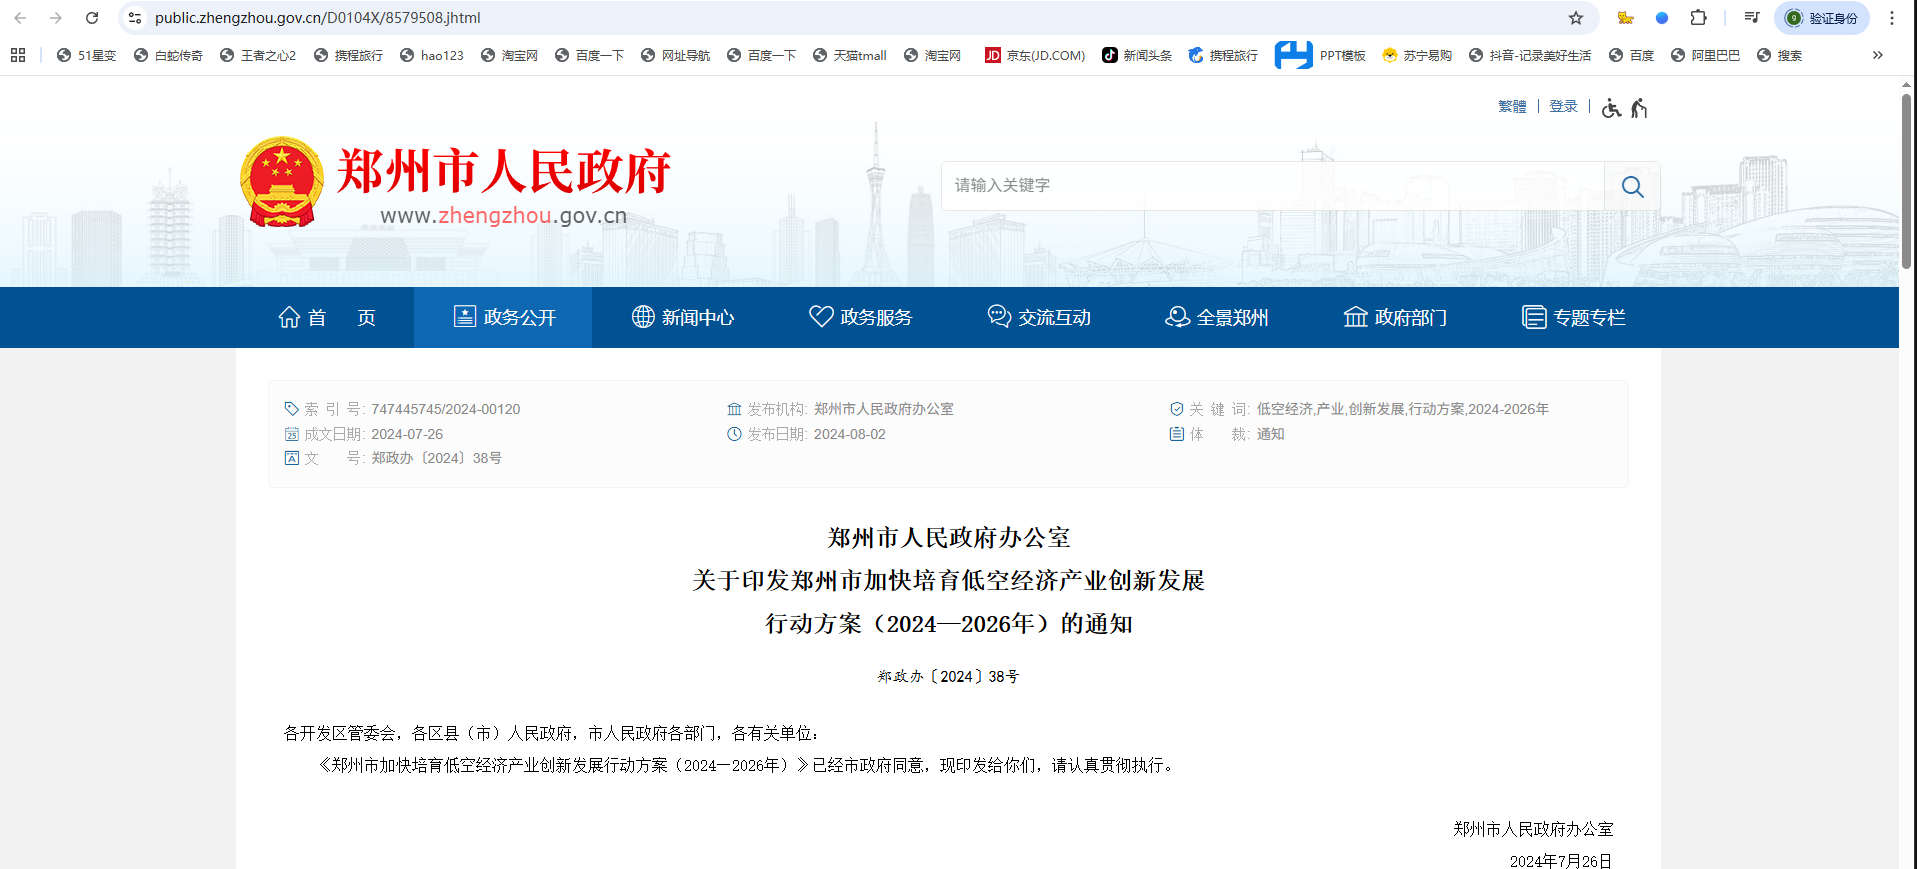 public.zhengzhou.gov.cn/D0104X/8579508.jhtml
验证身份
51星变 白蛇传奇 王者之心2 携程旅行 hao123 淘宝网 百度一下 网址导航 百度一下 天猫tmall 淘宝网 JD 京东(JD.COM) 新闻头条 携程旅行 PPT模板 苏宁易购 抖音-记录美好生活 百度 阿里巴巴 搜索 »
繁體 | 登录 |
郑州市人民政府
www.zhengzhou.gov.cn
请输入关键字
首 页 政务公开 新闻中心 政务服务 交流互动 全景郑州 政府部门 专题专栏
索 引 号: 747445745/2024-00120 发布机构: 郑州市人民政府办公室 关 键 词: 低空经济,产业,创新发展,行动方案,2024-2026年
成文日期: 2024-07-26 发布日期: 2024-08-02 体 裁: 通知
文 号: 郑政办〔2024〕38号
郑州市人民政府办公室
关于印发郑州市加快培育低空经济产业创新发展
行动方案（2024—2026年）的通知
郑政办〔2024〕38号
各开发区管委会，各区县（市）人民政府，市人民政府各部门，各有关单位：
《郑州市加快培育低空经济产业创新发展行动方案（2024—2026年）》已经市政府同意，现印发给你们，请认真贯彻执行。
郑州市人民政府办公室
2024年7月26日